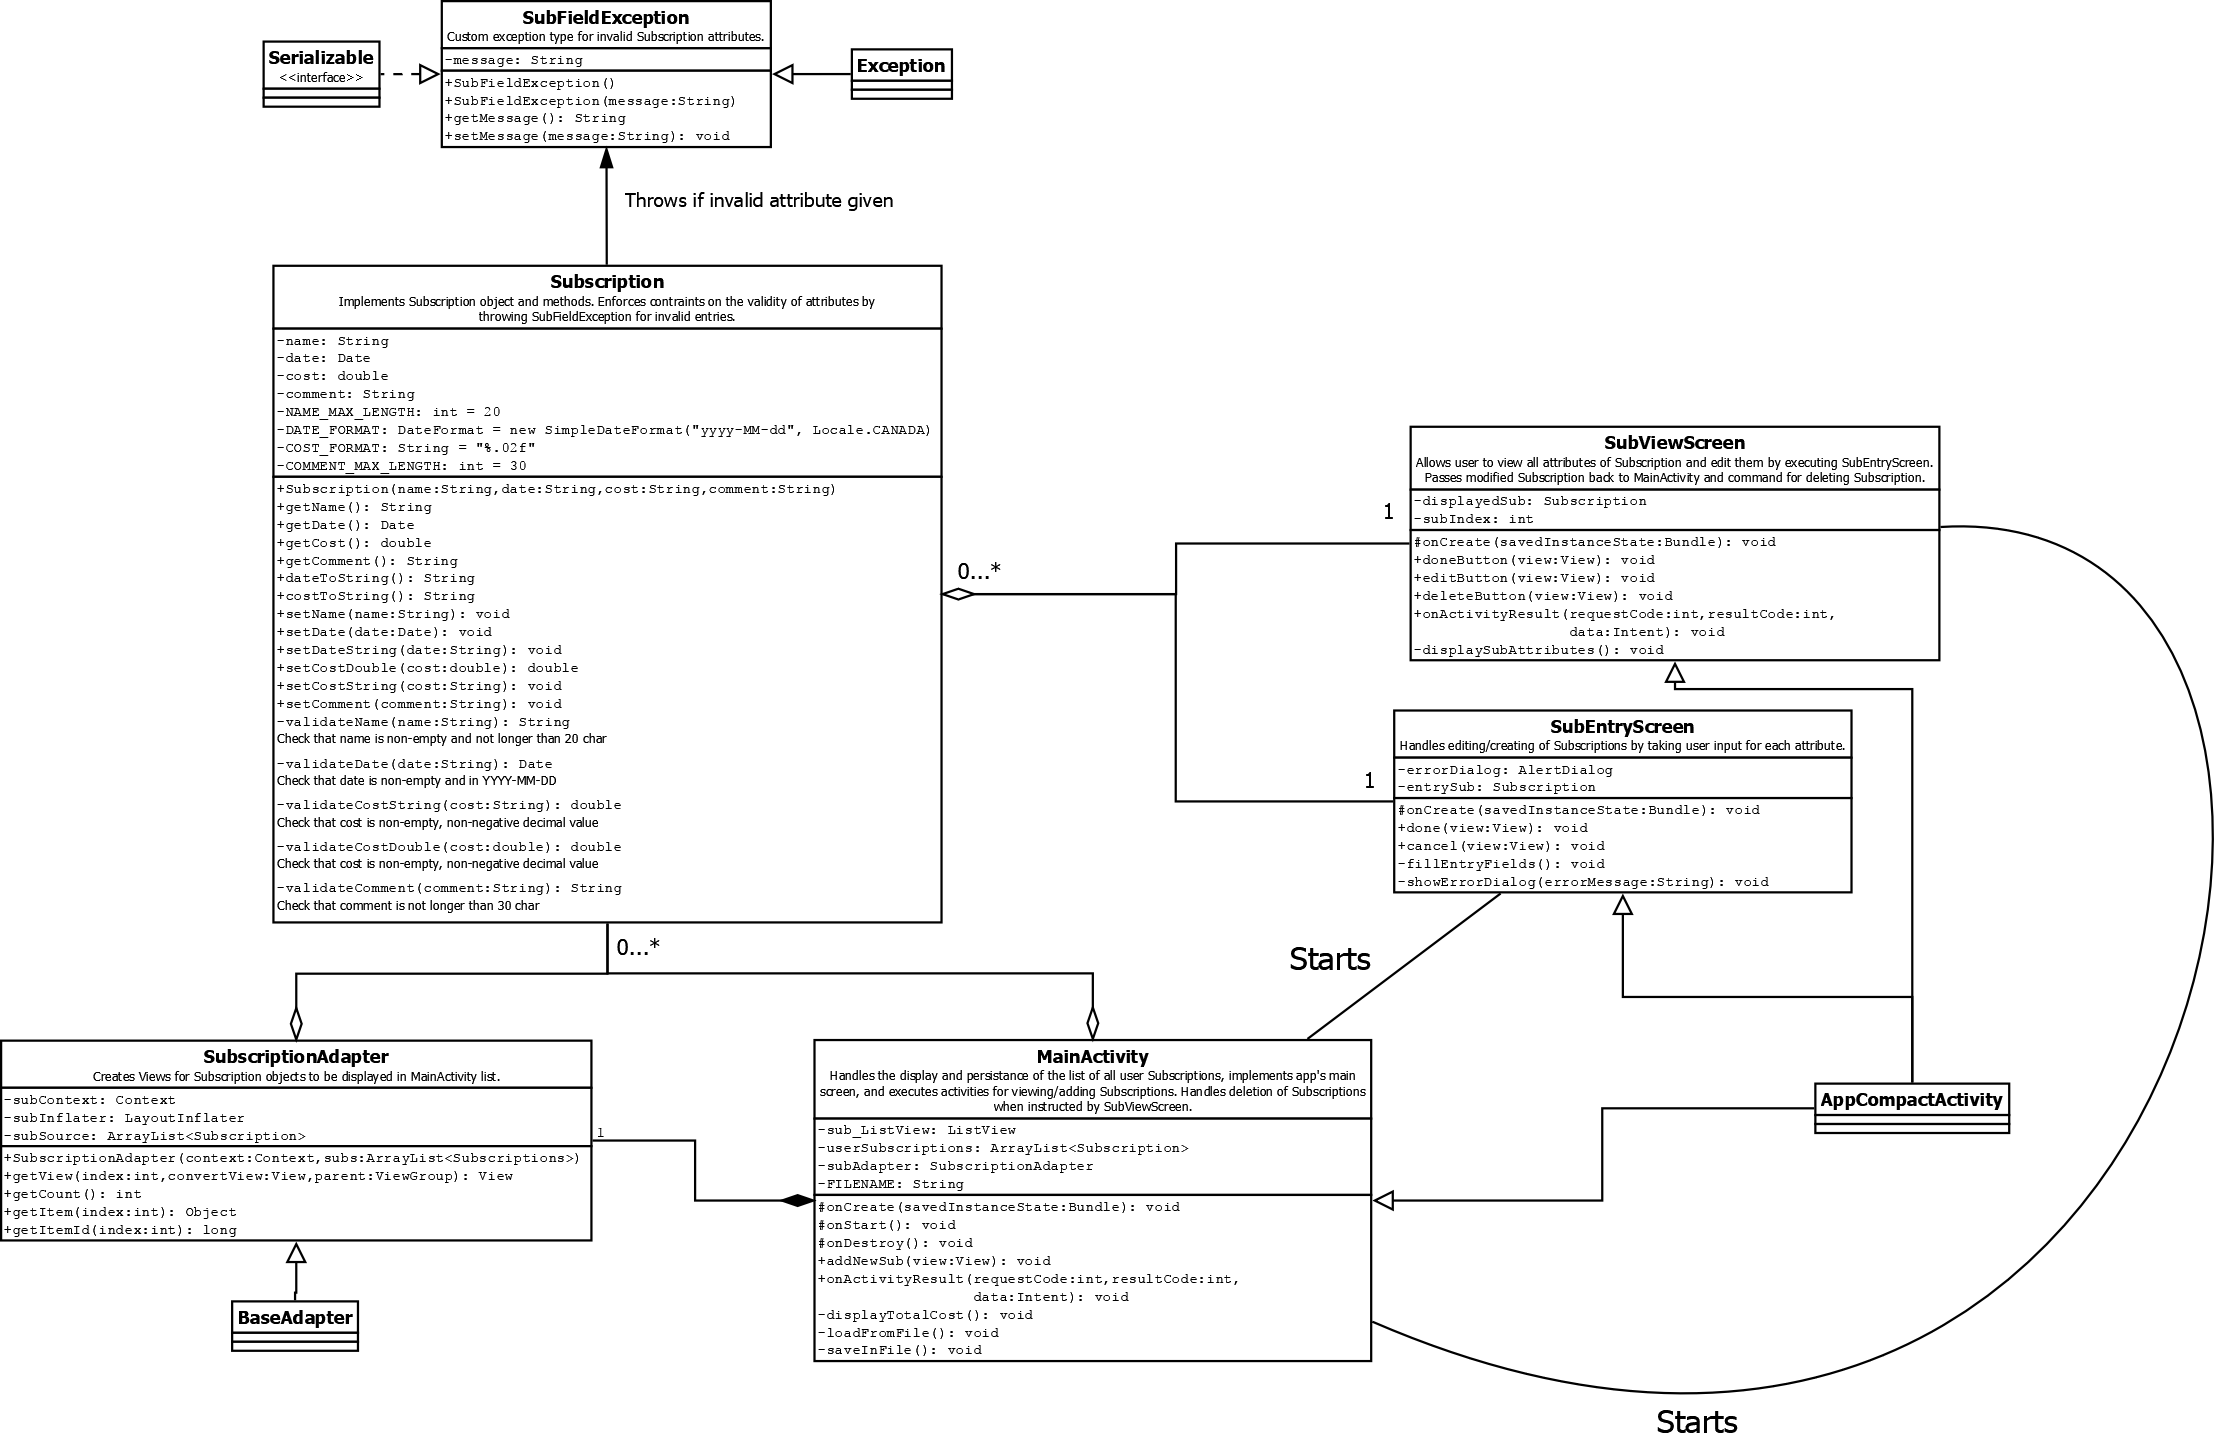 SubFieldException
Custom exception type for invalid Subscription attributes.
-message: String
+SubFieldException()
+SubFieldException(message:String)
+getMessage(): String
+setMessage(message:String): void
Serializable
<<interface>>
Exception
Throws if invalid attribute given
Subscription
Implements Subscription object and methods. Enforces contraints on the validity of attributes by
throwing SubFieldException for invalid entries.
-name: String
-date: Date
-cost: double
-comment: String
-NAME_MAX_LENGTH: int = 20
-DATE_FORMAT: DateFormat = new SimpleDateFormat("yyyy-MM-dd", Locale.CANADA)
-COST_FORMAT: String = "%.02f"
-COMMENT_MAX_LENGTH: int = 30
+Subscription(name:String,date:String,cost:String,comment:String)
+getName(): String
+getDate(): Date
+getCost(): double
+getComment(): String
+dateToString(): String
+costToString(): String
+setName(name:String): void
+setDate(date:Date): void
+setDateString(date:String): void
+setCostDouble(cost:double): double
+setCostString(cost:String): void
+setComment(comment:String): void
-validateName(name:String): String
Check that name is non-empty and not longer than 20 char
-validateDate(date:String): Date
Check that date is non-empty and in YYYY-MM-DD
-validateCostString(cost:String): double
Check that cost is non-empty, non-negative decimal value
-validateCostDouble(cost:double): double
Check that cost is non-empty, non-negative decimal value
-validateComment(comment:String): String
Check that comment is not longer than 30 char
0...*
1
1
0...*
SubViewScreen
Allows user to view all attributes of Subscription and edit them by executing SubEntryScreen.
Passes modified Subscription back to MainActivity and command for deleting Subscription.
-displayedSub: Subscription
-subIndex: int
#onCreate(savedInstanceState:Bundle): void
+doneButton(view:View): void
+editButton(view:View): void
+deleteButton(view:View): void
+onActivityResult(requestCode:int,resultCode:int,
data:Intent): void
-displaySubAttributes(): void
SubEntryScreen
Handles editing/creating of Subscriptions by taking user input for each attribute.
-errorDialog: AlertDialog
-entrySub: Subscription
#onCreate(savedInstanceState:Bundle): void
+done(view:View): void
+cancel(view:View): void
-fillEntryFields(): void
-showErrorDialog(errorMessage:String): void
Starts
SubscriptionAdapter
Creates Views for Subscription objects to be displayed in MainActivity list.
-subContext: Context
-subInflater: LayoutInflater
-subSource: ArrayList<Subscription>
+SubscriptionAdapter(context:Context,subs:ArrayList<Subscriptions>)
+getView(index:int,convertView:View,parent:ViewGroup): View
+getCount(): int
+getItem(index:int): Object
+getItemId(index:int): long
1
BaseAdapter
MainActivity
Handles the display and persistance of the list of all user Subscriptions, implements app's main
screen, and executes activities for viewing/adding Subscriptions. Handles deletion of Subscriptions
when instructed by SubViewScreen.
-sub_ListView: ListView
-userSubscriptions: ArrayList<Subscription>
-subAdapter: SubscriptionAdapter
-FILENAME: String
#onCreate(savedInstanceState:Bundle): void
#onStart(): void
#onDestroy(): void
+addNewSub(view:View): void
+onActivityResult(requestCode:int,resultCode:int,
data:Intent): void
-displayTotalCost(): void
-loadFromFile(): void
-saveInFile(): void
AppCompactActivity
Starts